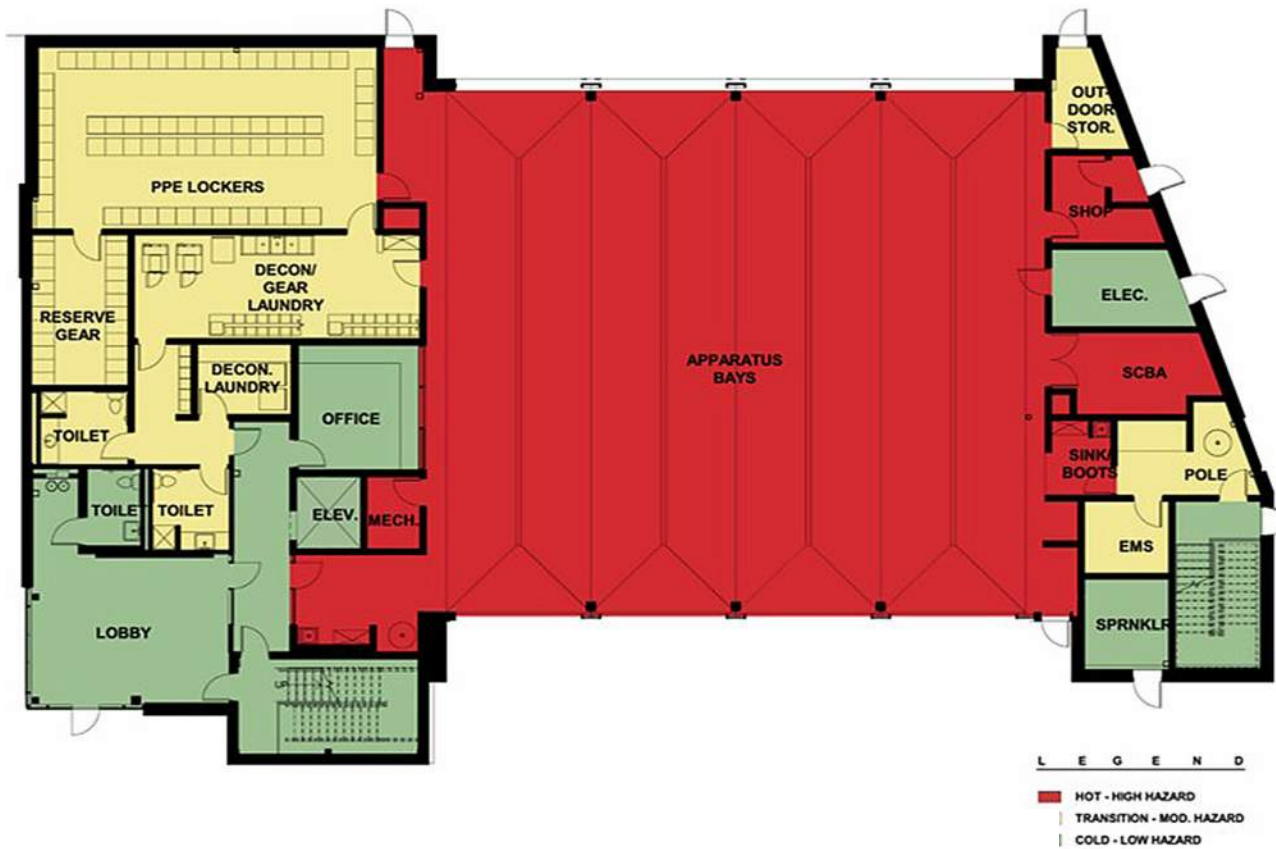 OUT-
DOOR
STOR.
PPE LOCKERS
SHOP
DECON/
GEAR
LAUNDRY
ELEC.
RESERVE
GEAR
APPARATUS
BAYS
DECON.
LAUNDRY
SCBA
OFFICE
TOILET
SINK/
BOOTS
POLE
TOILET
TOILET
ELEV.
MECH.
EMS
LOBBY
SPRNKLR
UP
L E G E N D
HOT - HIGH HAZARD
TRANSITION - MOD. HAZARD
COLD - LOW HAZARD